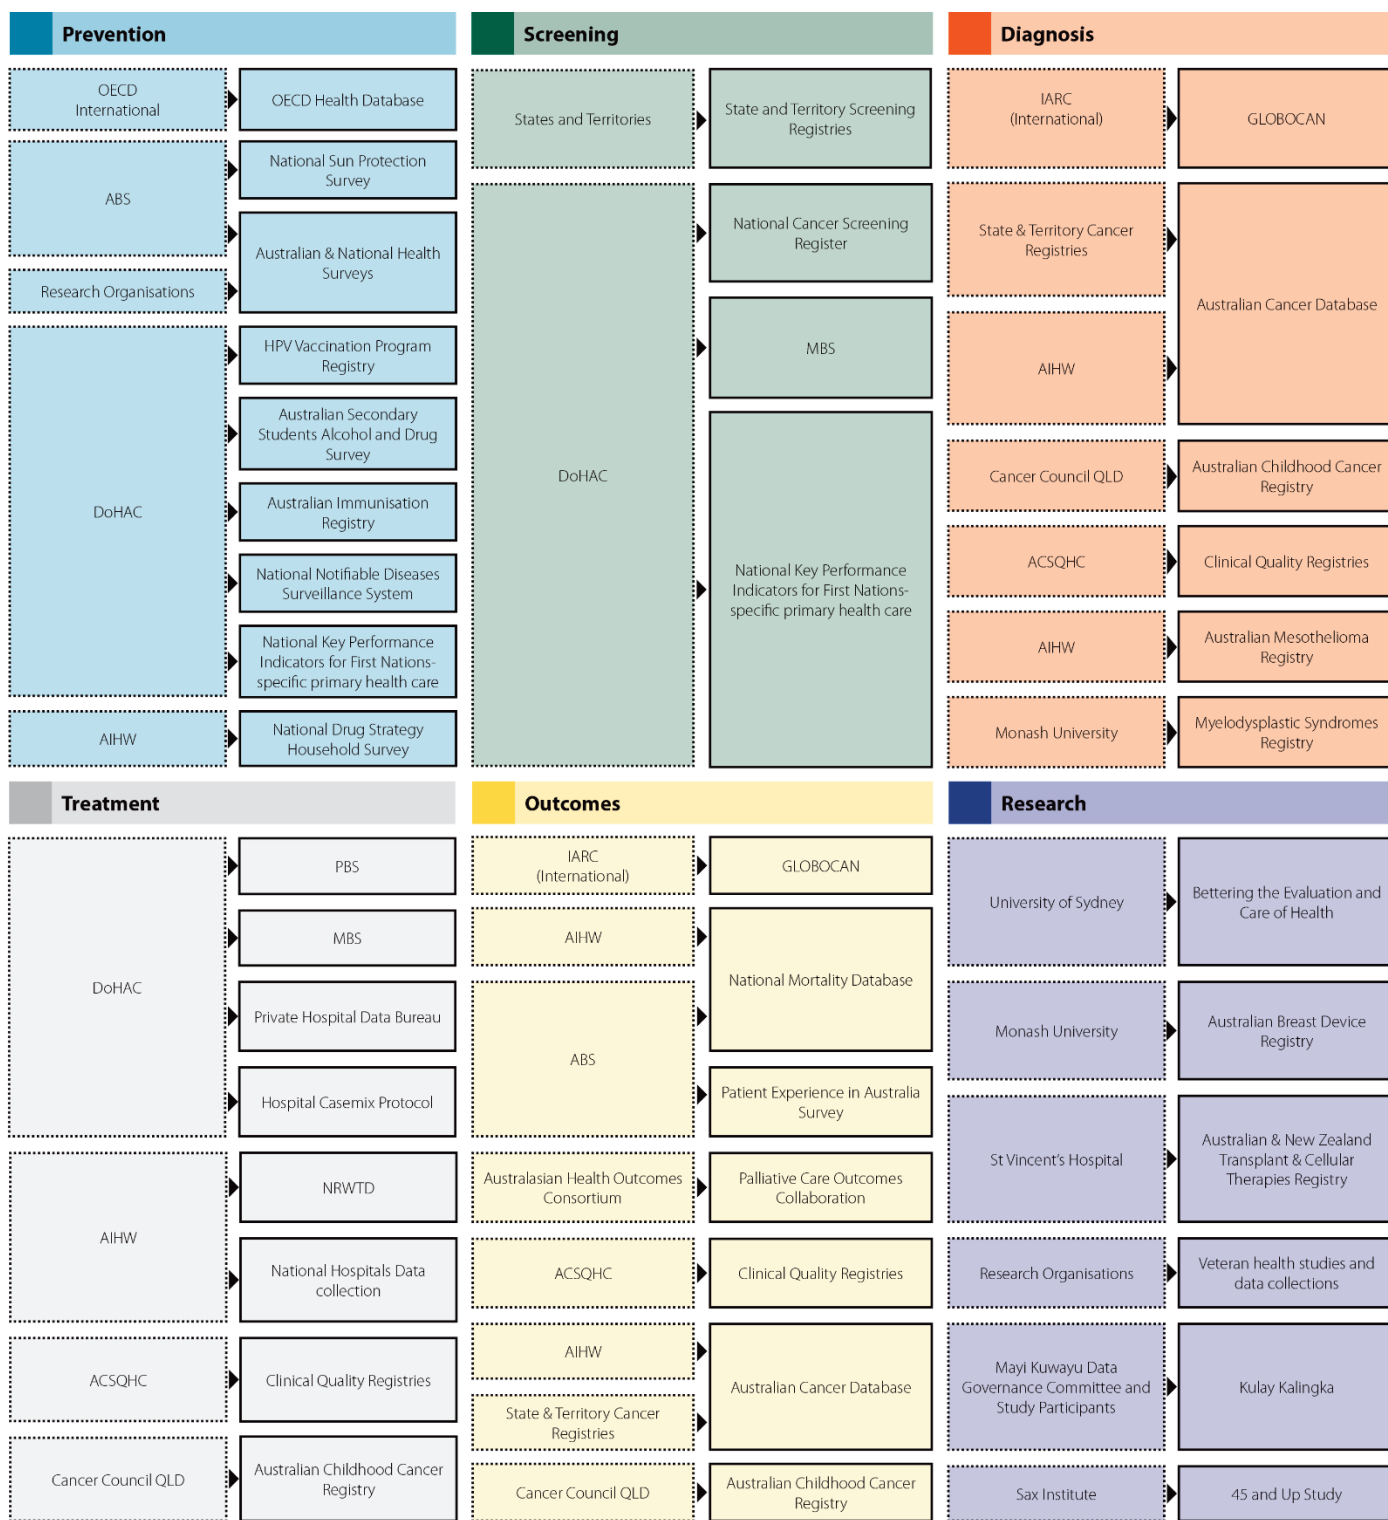 Prevention
OECD
International
OECD Health Database
ABS
National Sun Protection
Survey
Australian & National Health
Surveys
Research Organisations
DoHAC
HPV Vaccination Program
Registry
Australian Secondary
Students Alcohol and Drug
Survey
Australian Immunisation
Registry
National Notifiable Diseases
Surveillance System
National Key Performance
Indicators for First Nations-
specific primary health care
AIHW
National Drug Strategy
Household Survey
Screening
States and Territories
State and Territory Screening
Registries
DoHAC
National Cancer Screening
Register
MBS
National Key Performance
Indicators for First Nations-
specific primary health care
Diagnosis
IARC
(International)
GLOBOCAN
State & Territory Cancer
Registries
Australian Cancer Database
AIHW
Cancer Council QLD
Australian Childhood Cancer
Registry
ACSQHC
Clinical Quality Registries
AIHW
Australian Mesothelioma
Registry
Monash University
Myelodysplastic Syndromes
Registry
Treatment
DoHAC
PBS
MBS
Private Hospital Data Bureau
Hospital Casemix Protocol
AIHW
NRWTD
National Hospitals Data
collection
ACSQHC
Clinical Quality Registries
Cancer Council QLD
Australian Childhood Cancer
Registry
Outcomes
IARC
(International)
GLOBOCAN
AIHW
National Mortality Database
ABS
Patient Experience in Australia
Survey
Australasian Health Outcomes
Consortium
Palliative Care Outcomes
Collaboration
ACSQHC
Clinical Quality Registries
AIHW
Australian Cancer Database
State & Territory Cancer
Registries
Cancer Council QLD
Australian Childhood Cancer
Registry
Research
University of Sydney
Bettering the Evaluation and
Care of Health
Monash University
Australian Breast Device
Registry
St Vincent's Hospital
Australian & New Zealand
Transplant & Cellular
Therapies Registry
Research Organisations
Veteran health studies and
data collections
Mayi Kuwayu Data
Governance Committee and
Study Participants
Kulay Kalingka
Sax Institute
45 and Up Study